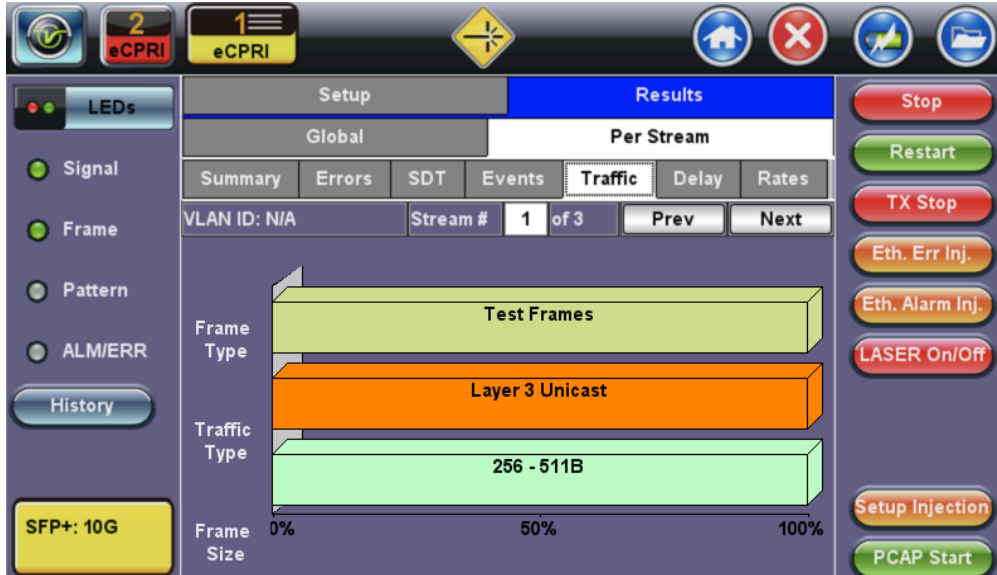 2 1
eCPRI eCPRI
LEDs Setup Results Stop
Global Per Stream
Restart
Signal Summary Errors SDT Events Traffic Delay Rates
TX Stop
VLAN ID: N/A Stream # 1 of 3 Prev Next
Frame
Eth. Err Inj.
Pattern
Eth. Alarm Inj.
Test Frames
Frame
Type
ALM/ERR
LASER On/Off
Layer 3 Unicast
History
Traffic
Type
256 - 511B
Setup Injection
SFP+: 10G
Frame
Size
0% 50% 100%
PCAP Start